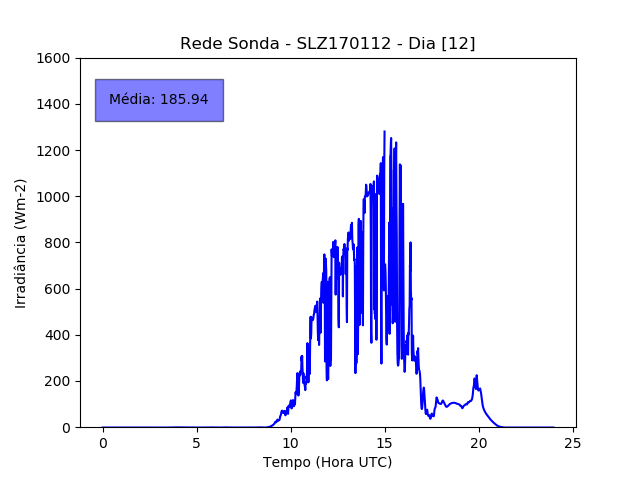 Rede Sonda - SLZ170112 - Dia [12]
1600
1400
1200
1000
800
600
400
200
0
Irradiância (Wm-2)
Média: 185.94
0 5 10 15 20 25
Tempo (Hora UTC)